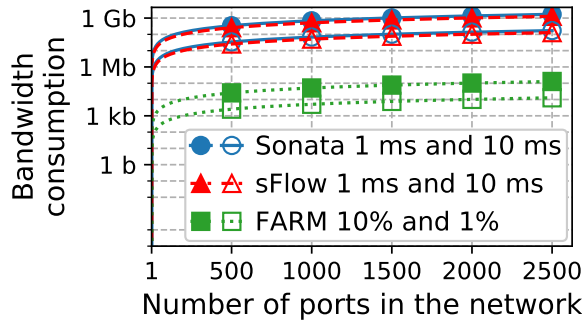 1 Gb
1 Mb
1 kb
1 b
Bandwidth
consumption
Sonata 1 ms and 10 ms
sFlow 1 ms and 10 ms
FARM 10% and 1%
1 500 1000 1500 2000 2500
Number of ports in the network